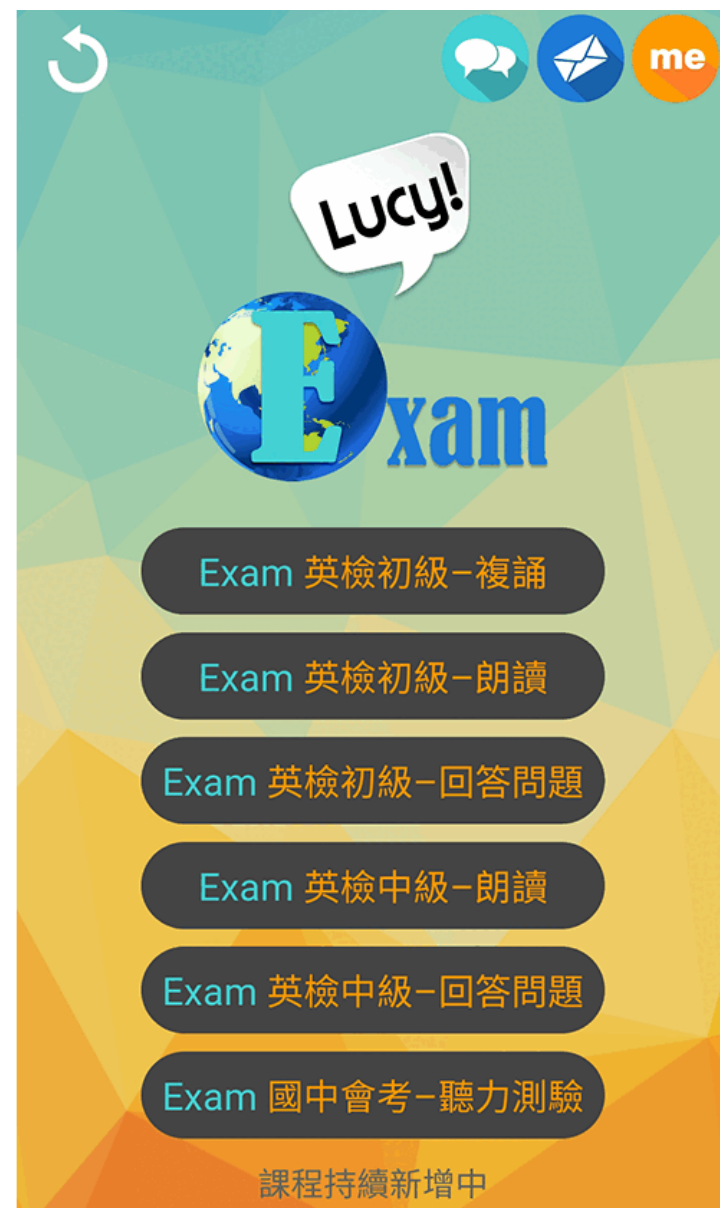 me
Lucy!
Exam
Exam 英檢初級–複誦
Exam 英檢初級–朗讀
Exam 英檢初級–回答問題
Exam 英檢中級–朗讀
Exam 英檢中級–回答問題
Exam 國中會考–聽力測驗
課程持續新增中